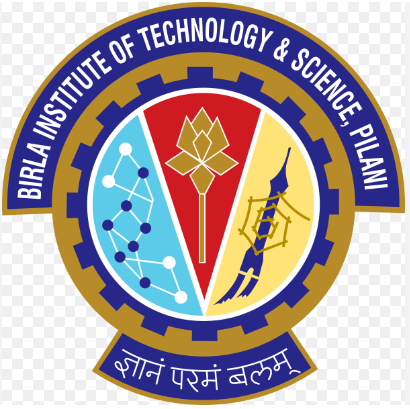 BIRLA INSTITUTE OF TECHNOLOGY & SCIENCE, PILANI
ज्ञानं परमं बलम्